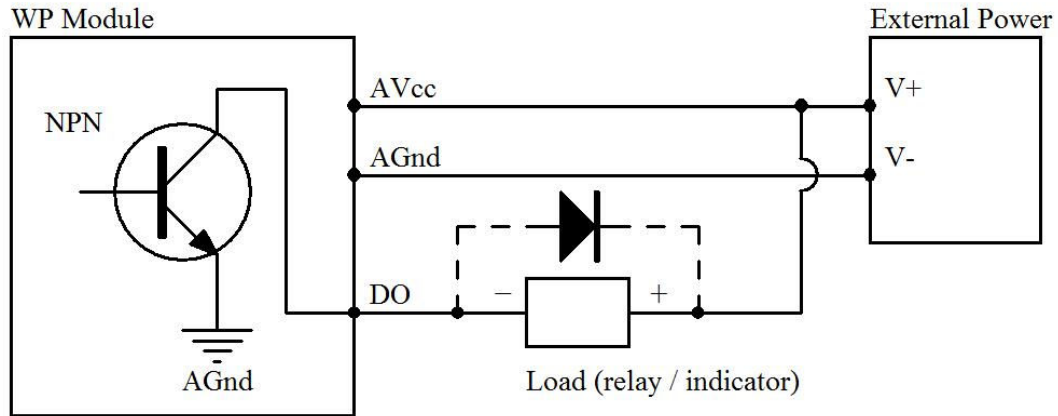 WP Module
External Power
NPN
AVcc
V+
AGnd
V-
DO
− +
AGnd
Load (relay / indicator)